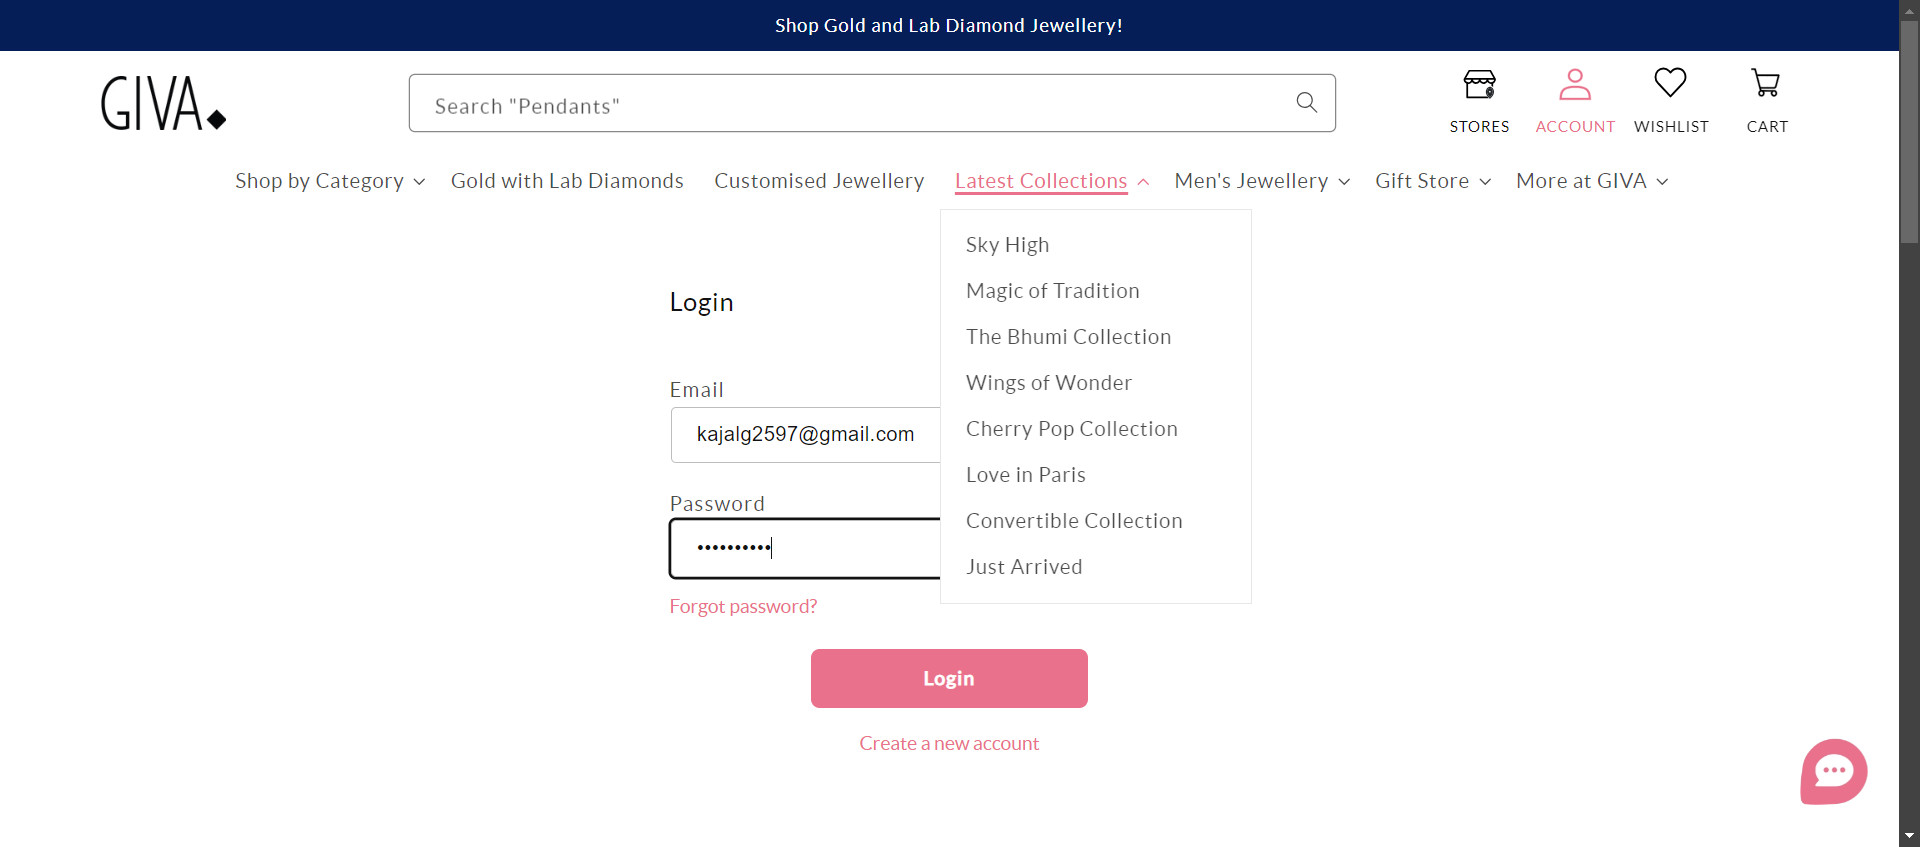 Shop Gold and Lab Diamond Jewellery!
GIVA
Search "Pendants"
STORES ACCOUNT WISHLIST CART
Shop by Category Gold with Lab Diamonds Customised Jewellery Latest Collections Men's Jewellery Gift Store More at GIVA
Sky High
Magic of Tradition
The Bhumi Collection
Wings of Wonder
Cherry Pop Collection
Love in Paris
Convertible Collection
Just Arrived
Login
Email
kajalg2597@gmail.com
Password
••••••••••
Forgot password?
Login
Create a new account